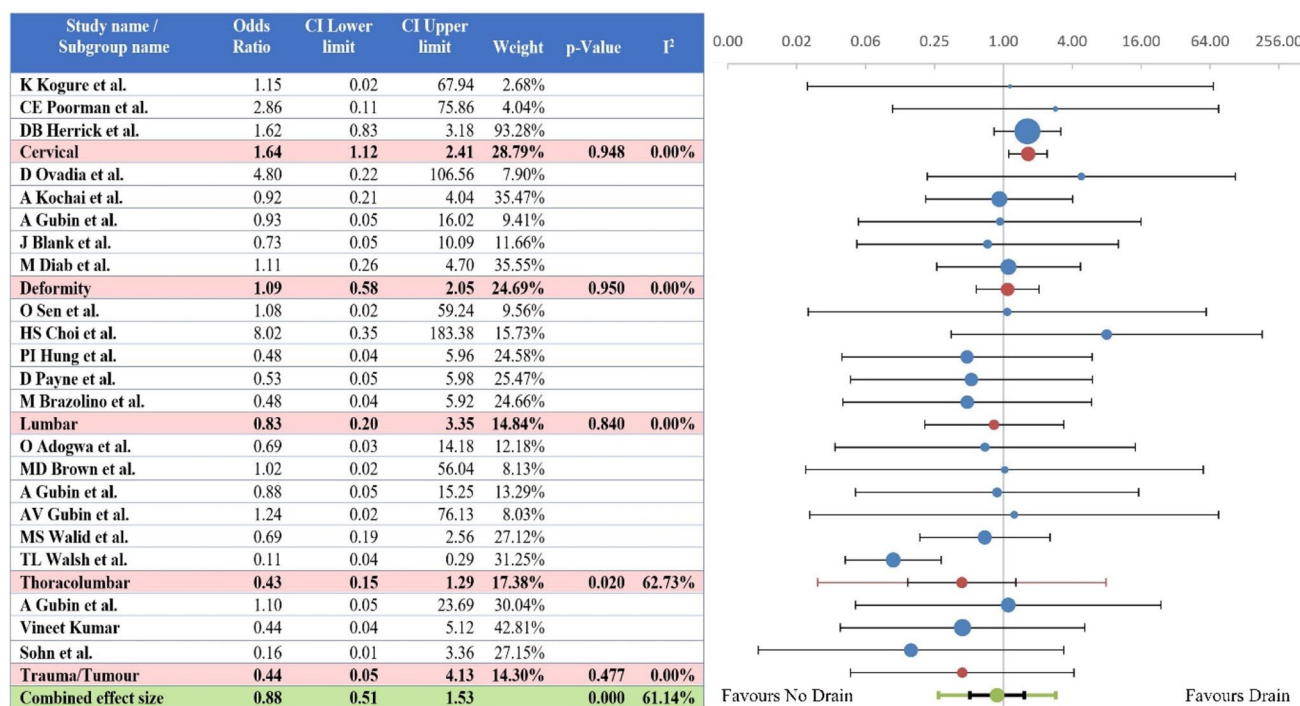 Study name / Subgroup name Odds Ratio CI Lower limit CI Upper limit Weight p-Value I²
K Kogure et al. 1.15 0.02 67.94 2.68%
CE Poorman et al. 2.86 0.11 75.86 4.04%
DB Herrick et al. 1.62 0.83 3.18 93.28%
Cervical 1.64 1.12 2.41 28.79% 0.948 0.00%
D Ovadia et al. 4.80 0.22 106.56 7.90%
A Kochai et al. 0.92 0.21 4.04 35.47%
A Gubin et al. 0.93 0.05 16.02 9.41%
J Blank et al. 0.73 0.05 10.09 11.66%
M Diab et al. 1.11 0.26 4.70 35.55%
Deformity 1.09 0.58 2.05 24.69% 0.950 0.00%
O Sen et al. 1.08 0.02 59.24 9.56%
HS Choi et al. 8.02 0.35 183.38 15.73%
PI Hung et al. 0.48 0.04 5.96 24.58%
D Payne et al. 0.53 0.05 5.98 25.47%
M Brazolino et al. 0.48 0.04 5.92 24.66%
Lumbar 0.83 0.20 3.35 14.84% 0.840 0.00%
O Adogwa et al. 0.69 0.03 14.18 12.18%
MD Brown et al. 1.02 0.02 56.04 8.13%
A Gubin et al. 0.88 0.05 15.25 13.29%
AV Gubin et al. 1.24 0.02 76.13 8.03%
MS Walid et al. 0.69 0.19 2.56 27.12%
TL Walsh et al. 0.11 0.04 0.29 31.25%
Thoracolumbar 0.43 0.15 1.29 17.38% 0.020 62.73%
A Gubin et al. 1.10 0.05 23.69 30.04%
Vineet Kumar 0.44 0.04 5.12 42.81%
Sohn et al. 0.16 0.01 3.36 27.15%
Trauma/Tumour 0.44 0.05 4.13 14.30% 0.477 0.00%
Combined effect size 0.88 0.51 1.53 0.000 61.14%
0.00 0.02 0.06 0.25 1.00 4.00 16.00 64.00 256.00
Favours No Drain Favours Drain